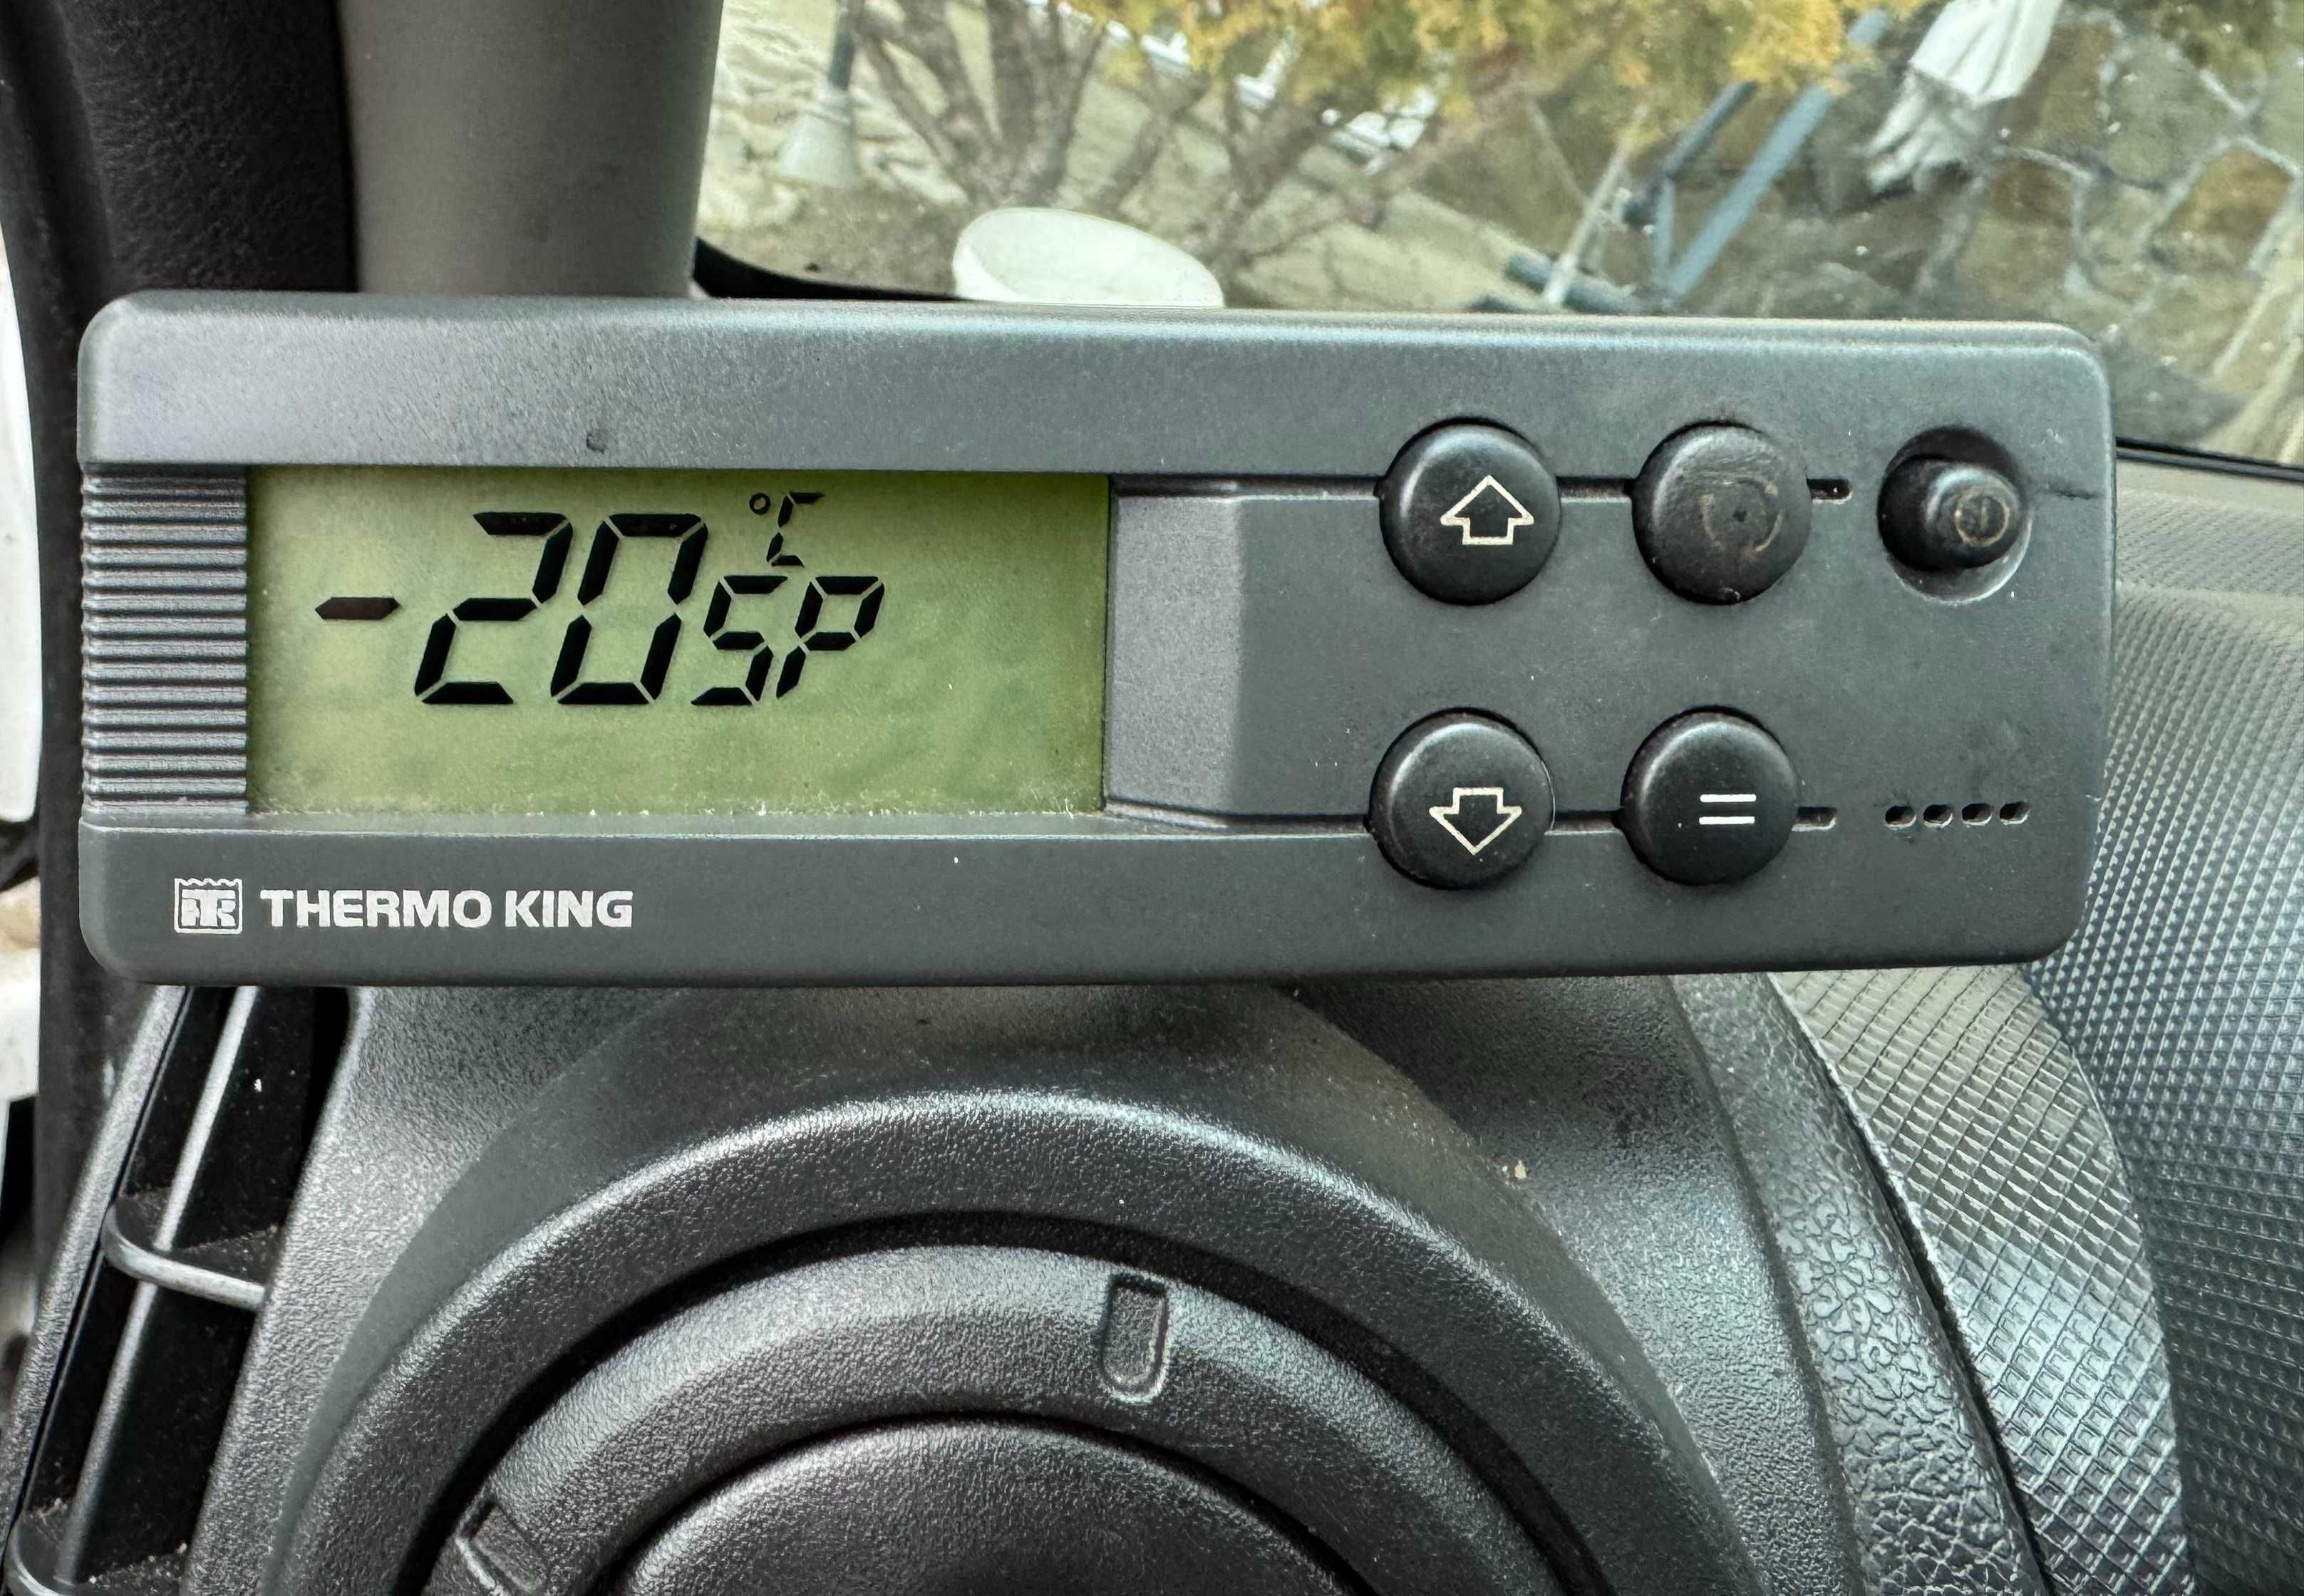 -20 °C SP
THERMO KING